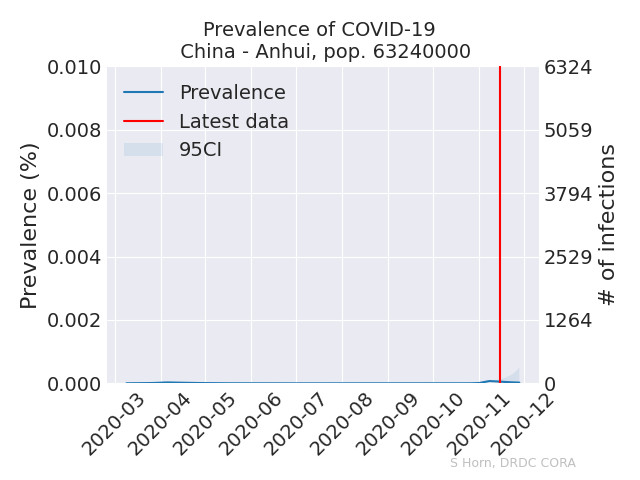 Prevalence of COVID-19
China - Anhui, pop. 63240000
Prevalence (%)
0.010
0.008
0.006
0.004
0.002
0.000
Prevalence
Latest data
95CI
6324
5059
3794
2529
1264
0
# of infections
2020-03
2020-04
2020-05
2020-06
2020-07
2020-08
2020-09
2020-10
2020-11
2020-12
S Horn, DRDC CORA